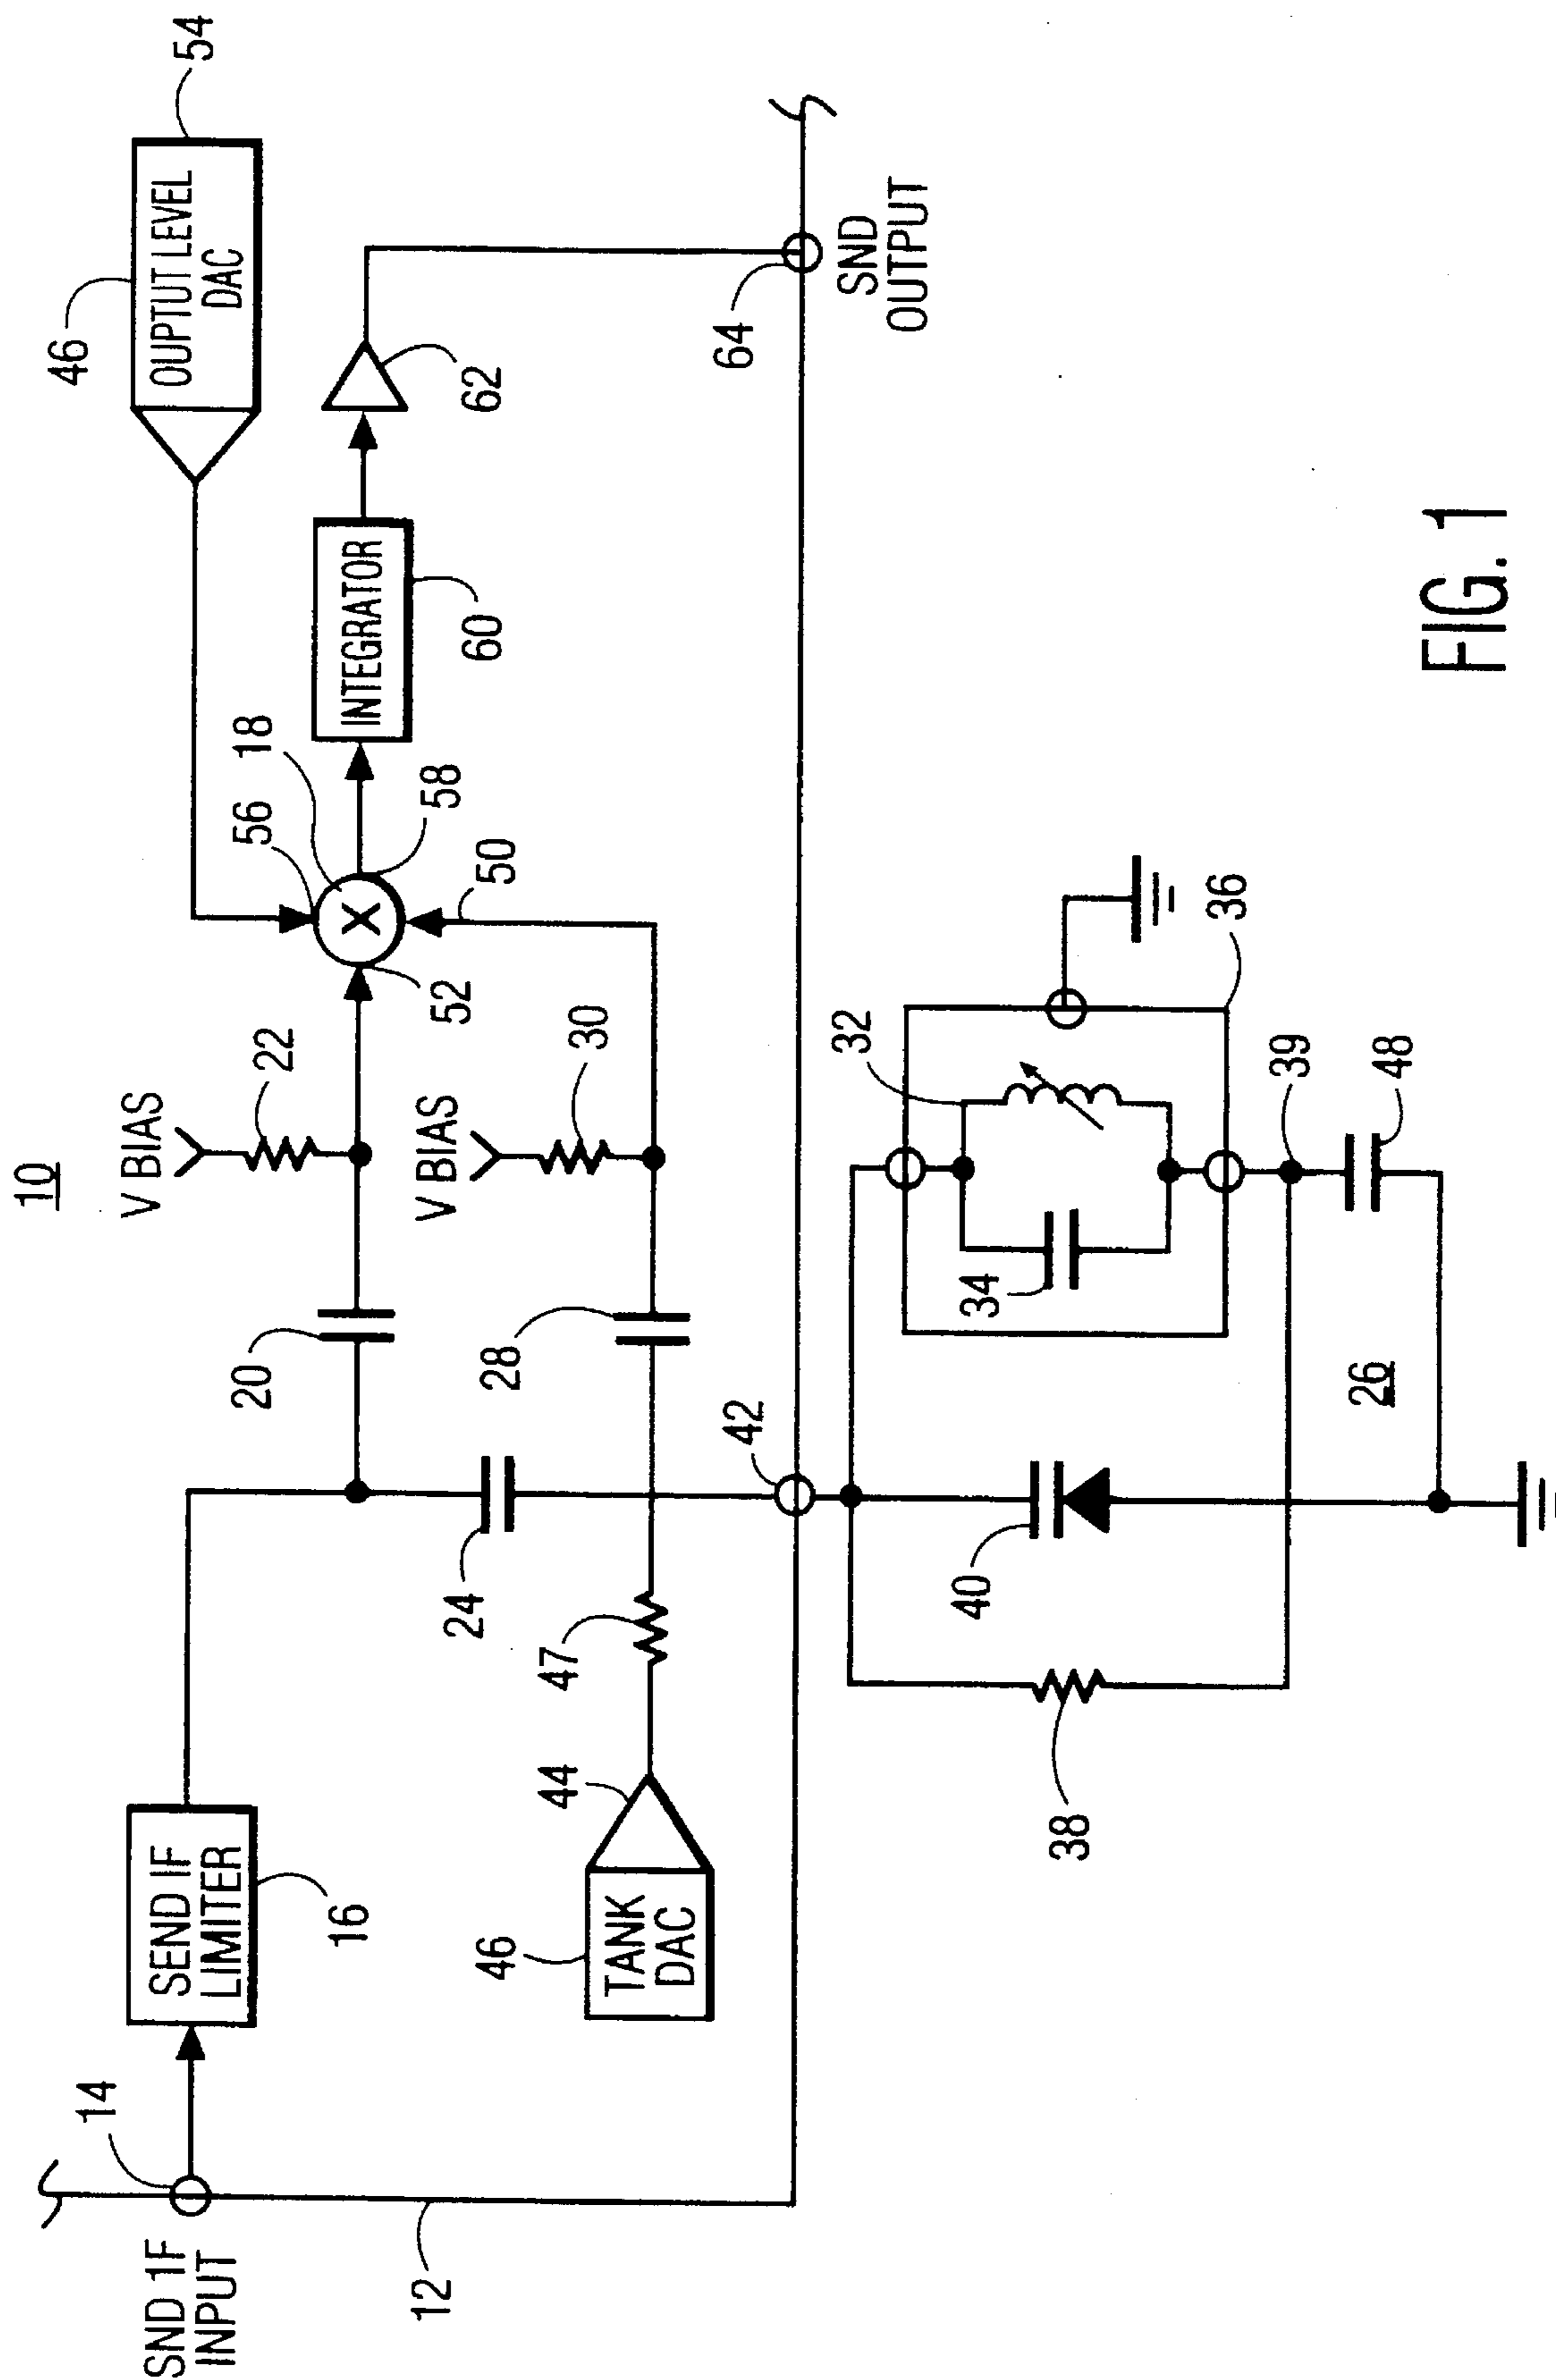 10
46
54
OUPTUT LEVEL
DAC
V BIAS
22
56
18
SEND IF
LIMITER
16
14
SND 1F
INPUT
20
52
58
INTEGRATOR
60
62
V BIAS
30
50
24
28
47
44
46
TANK
DAC
12
42
64
SND
OUTPUT
32
34
36
38
40
39
26
48
FIG. 1